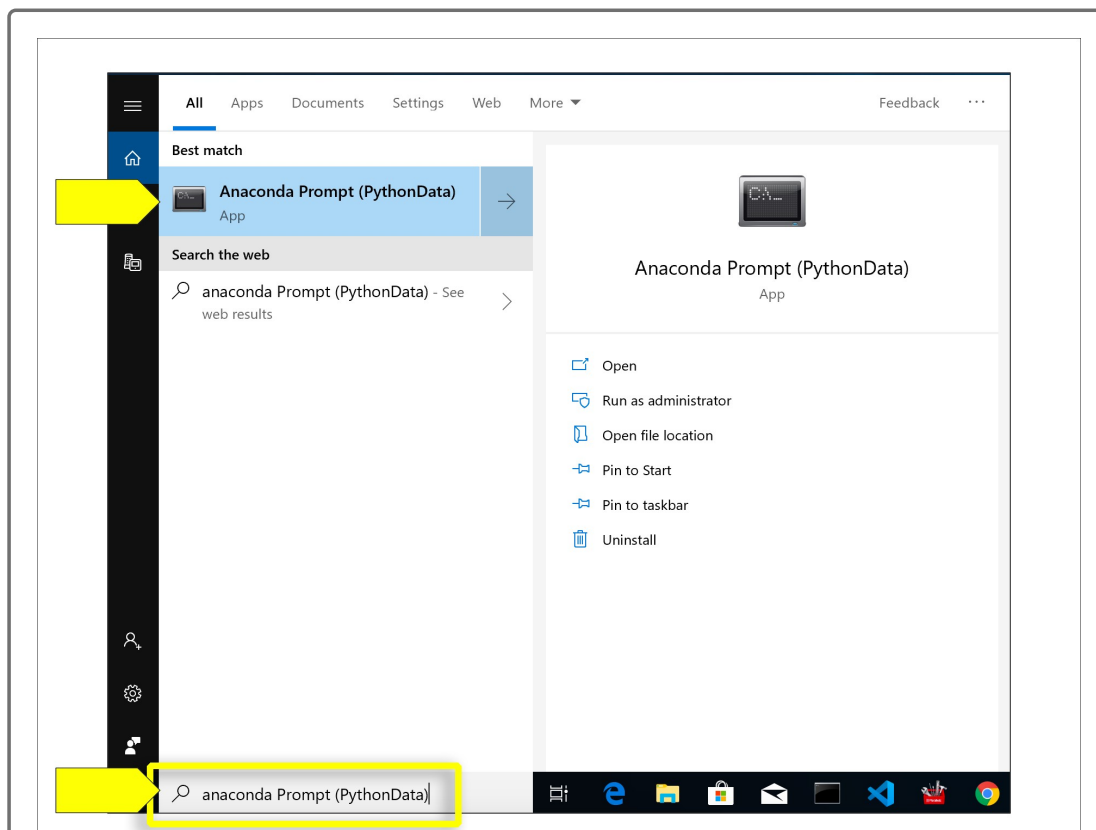 All Apps Documents Settings Web More Feedback ...
Best match
Anaconda Prompt (PythonData)
App
Search the web
anaconda Prompt (PythonData) - See
web results
C:\_
Anaconda Prompt (PythonData)
App
Open
Run as administrator
Open file location
Pin to Start
Pin to taskbar
Uninstall
anaconda Prompt (PythonData)